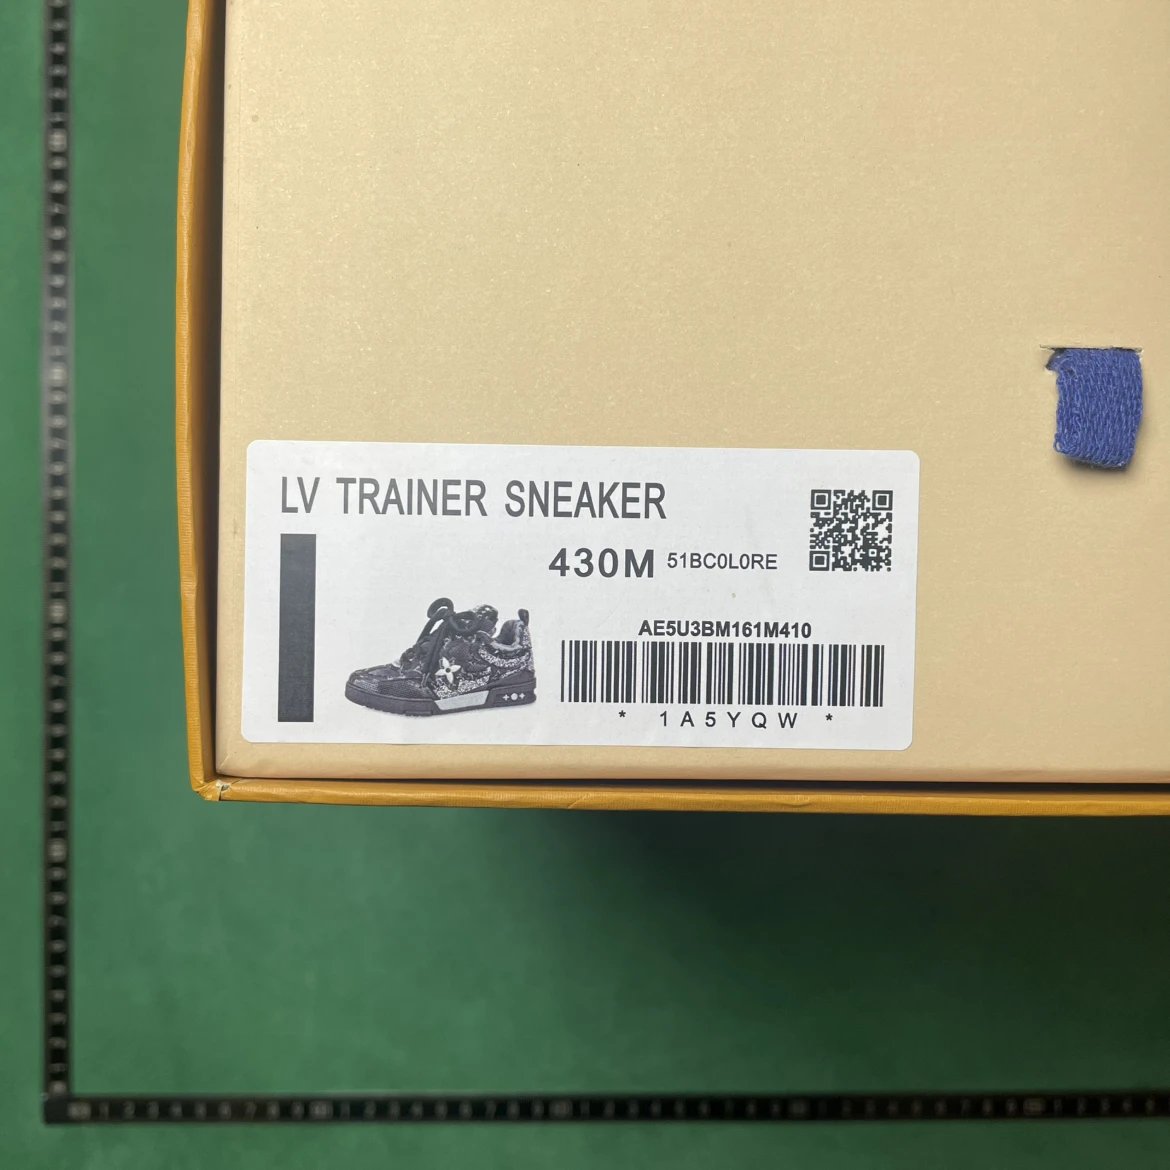 LV TRAINER SNEAKER
430M 51BC0L0RE
AE5U3BM161M410
* 1A5YQW *